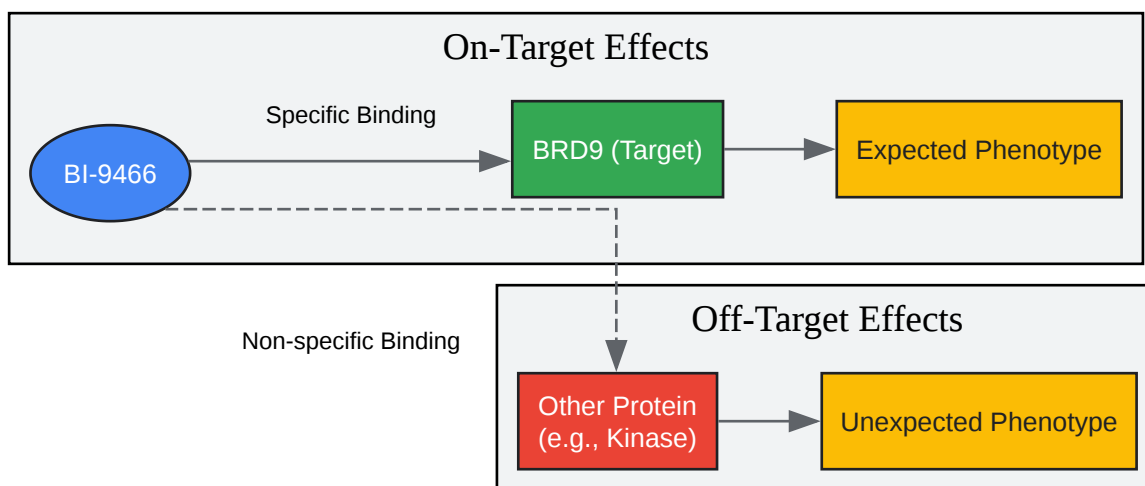 On-Target Effects
Specific Binding
BI-9466
BRD9 (Target)
Expected Phenotype
Off-Target Effects
Non-specific Binding
Other Protein
(e.g., Kinase)
Unexpected Phenotype